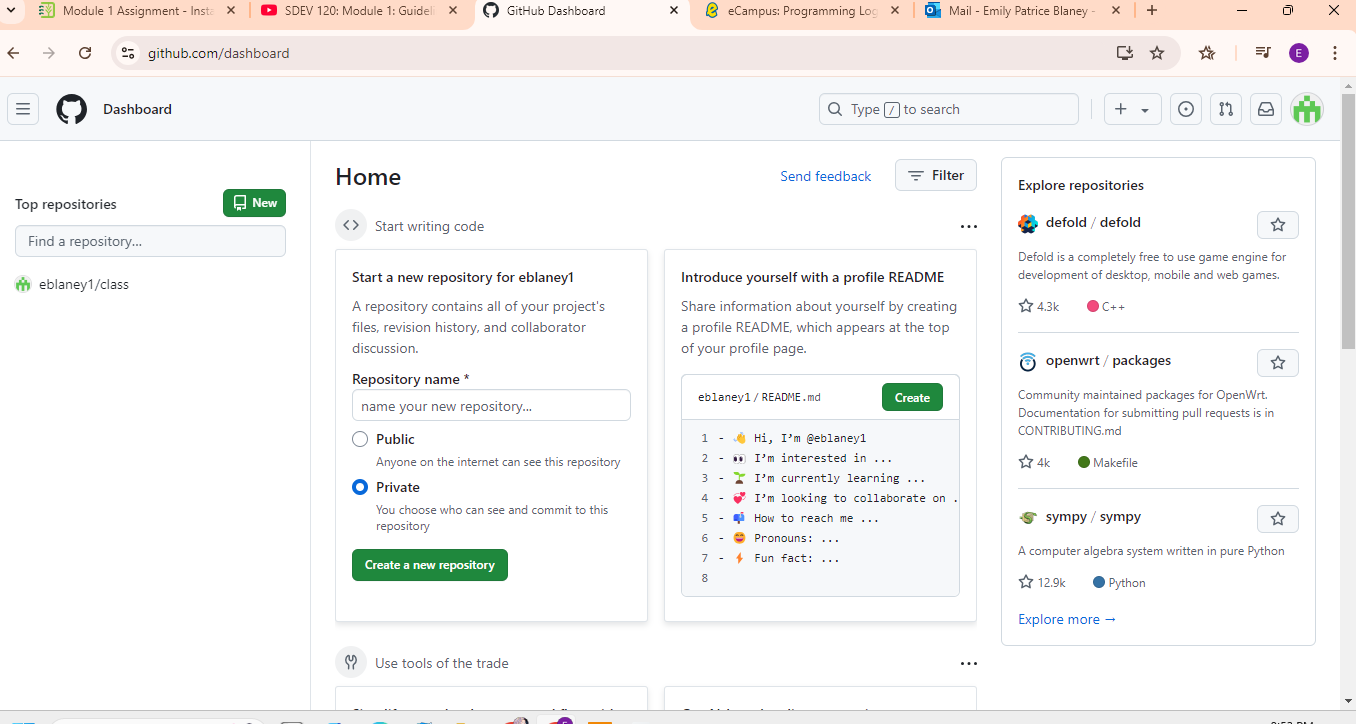 Module 1 Assignment - Insta
SDEV 120: Module 1: Guideli
GitHub Dashboard
eCampus: Programming Log
Mail - Emily Patrice Blaney -
github.com/dashboard
E
Dashboard
Type / to search
Top repositories
New
Find a repository...
eblaney1/class
Home
Send feedback
Filter
Start writing code
Start a new repository for eblaney1
A repository contains all of your project's
files, revision history, and collaborator
discussion.
Repository name *
name your new repository...
Public
Anyone on the internet can see this repository
Private
You choose who can see and commit to this
repository
Create a new repository
Introduce yourself with a profile README
Share information about yourself by creating
a profile README, which appears at the top
of your profile page.
eblaney1 / README.md
Create
1 - 👋 Hi, I'm @eblaney1
2 - 👀 I'm interested in ...
3 - 🌱 I'm currently learning ...
4 - 💞️ I'm looking to collaborate on .
5 - 📫 How to reach me ...
6 - 😄 Pronouns: ...
7 - ⚡ Fun fact: ...
8
Use tools of the trade
Explore repositories
defold / defold
Defold is a completely free to use game engine for
development of desktop, mobile and web games.
4.3k C++
openwrt / packages
Community maintained packages for OpenWrt.
Documentation for submitting pull requests is in
CONTRIBUTING.md
4k Makefile
sympy / sympy
A computer algebra system written in pure Python
12.9k Python
Explore more →